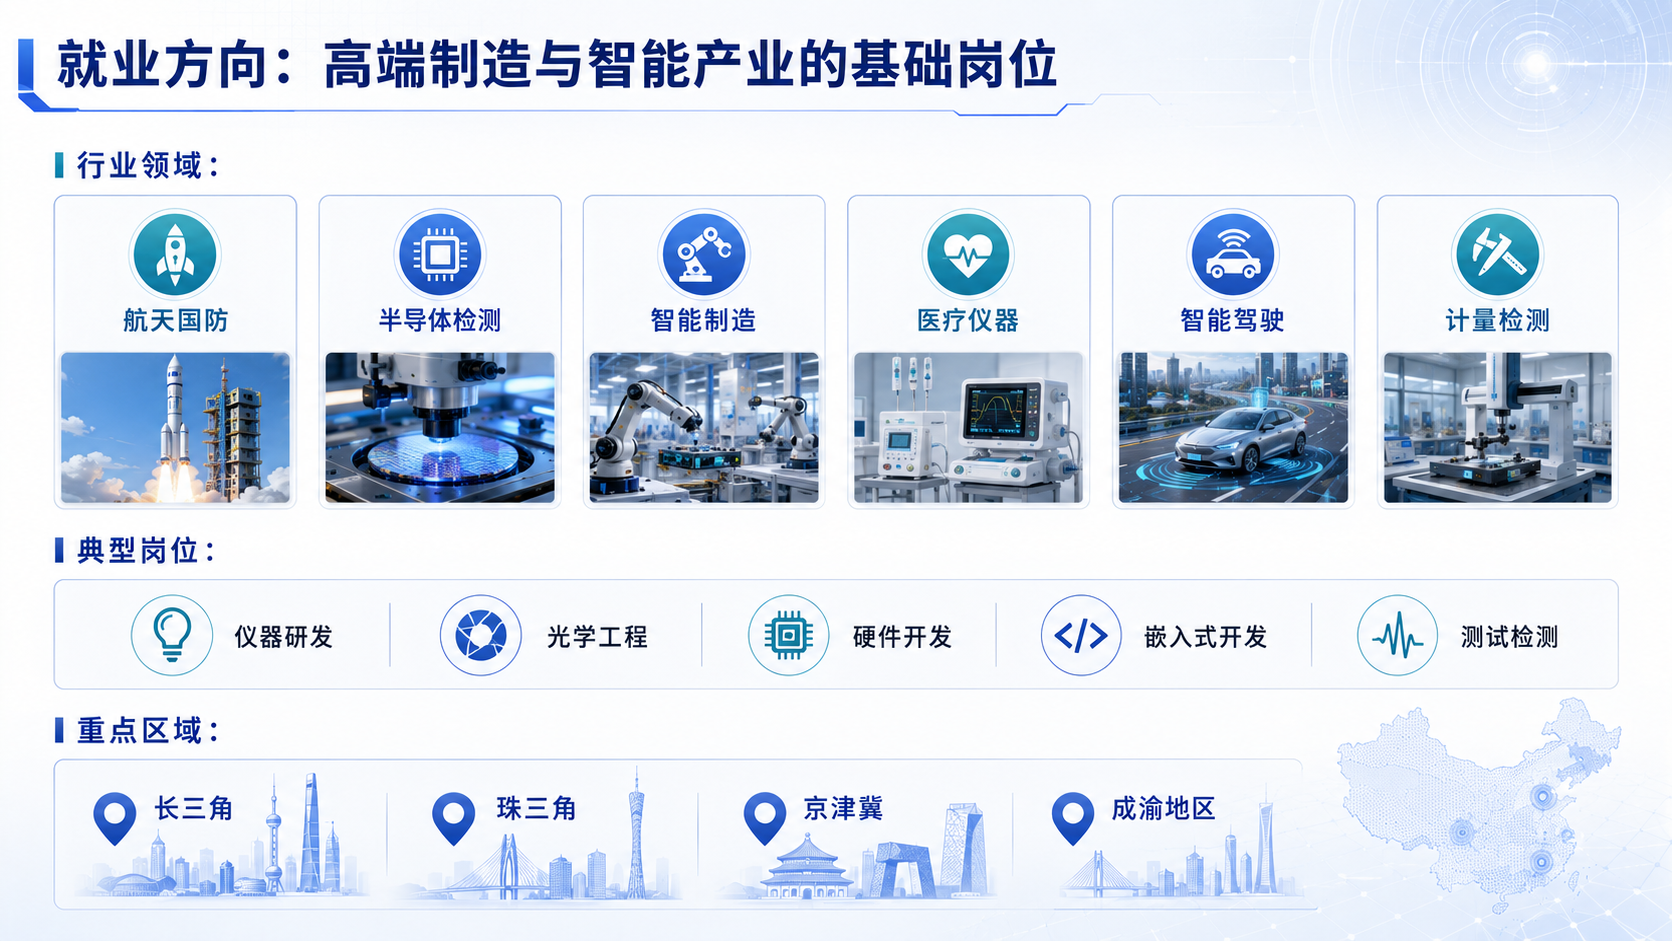 就业方向：高端制造与智能产业的基础岗位
行业领域：
航天国防
半导体检测
智能制造
医疗仪器
智能驾驶
计量检测
典型岗位：
仪器研发
光学工程
硬件开发
嵌入式开发
测试检测
重点区域：
长三角
珠三角
京津冀
成渝地区